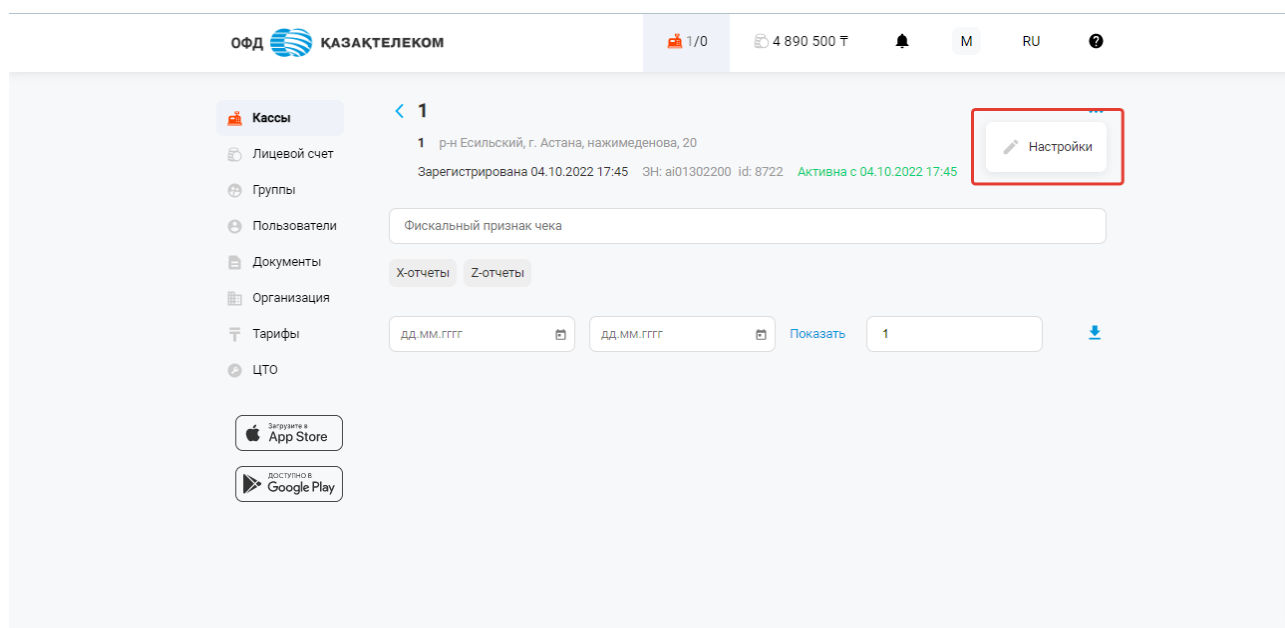 ОФД ҚАЗАҚТЕЛЕКОМ
1/0
4 890 500 ₸
M
RU
Кассы
Лицевой счет
Группы
Пользователи
Документы
Организация
Тарифы
ЦТО
Загрузите в
App Store
ДОСТУПНО В
Google Play
1
1 р-н Есильский, г. Астана, нажимеденова, 20
Зарегистрирована 04.10.2022 17:45 ЗН: ai01302200 id: 8722 Активна с 04.10.2022 17:45
Настройки
Фискальный признак чека
X-отчеты Z-отчеты
дд.мм.гггг дд.мм.гггг Показать 1